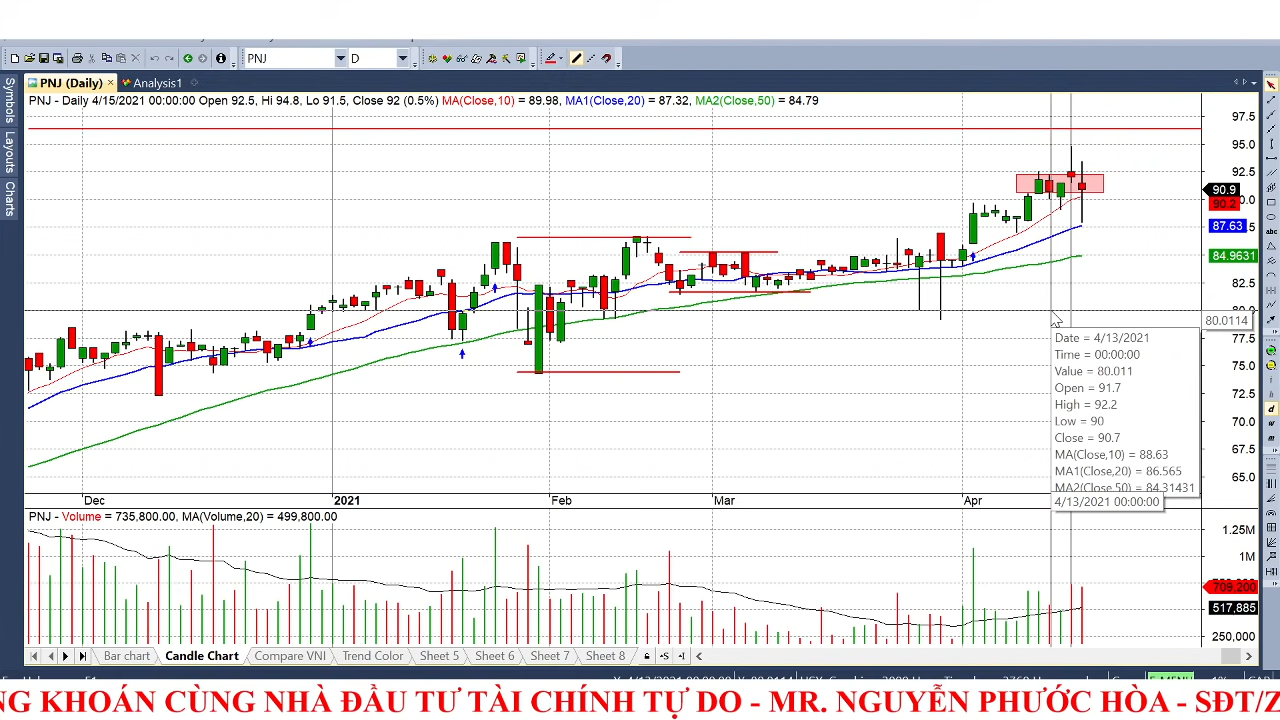 PNJ D
PNJ (Daily) Analysis1
PNJ - Daily 4/15/2021 00:00:00 Open 92.5, Hi 94.8, Lo 91.5, Close 92 (0.5%) MA(Close,10) = 89.98, MA1(Close,20) = 87.32, MA2(Close,50) = 84.79
Symbols
Layouts
Charts
97.5
95.0
92.5
90.9
90.2
87.63
84.9631
82.5
80.0114
77.5
75.0
72.5
70.0
67.5
65.0
Date = 4/13/2021
Time = 00:00:00
Value = 80.011
Open = 91.7
High = 92.2
Low = 90
Close = 90.7
MA(Close,10) = 88.63
MA1(Close,20) = 86.565
MA2(Close,50) = 84.31431
4/13/2021 00:00:00
Dec 2021 Feb Mar Apr
PNJ - Volume = 735,800.00, MA(Volume,20) = 499,800.00
1.25M
1M
709,200
517,885
250,000
Bar chart Candle Chart Compare VNI Trend Color Sheet 5 Sheet 6 Sheet 7 Sheet 8
NG KHOÁN CÙNG NHÀ ĐẦU TƯ TÀI CHÍNH TỰ DO - MR. NGUYỄN PHƯỚC HÒA - SĐT/Z